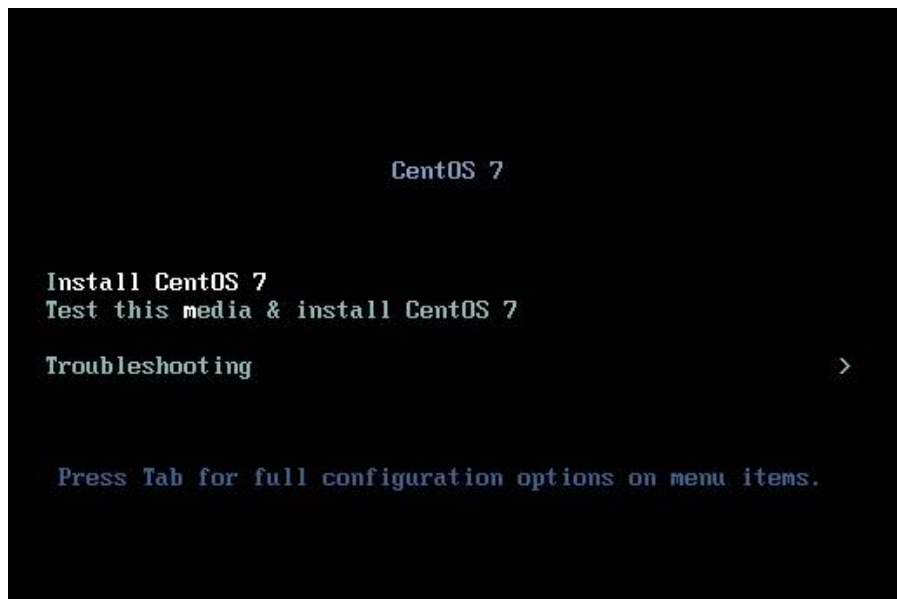 CentOS 7
Install CentOS 7
Test this media & install CentOS 7
Troubleshooting >
Press Tab for full configuration options on menu items.